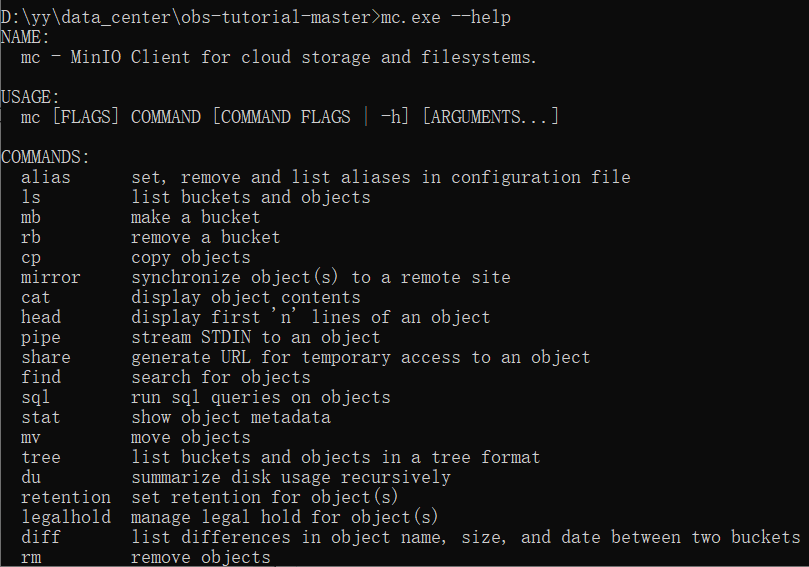 D:\yy\data_center\obs-tutorial-master>mc.exe --help
NAME:
  mc - MinIO Client for cloud storage and filesystems.

USAGE:
  mc [FLAGS] COMMAND [COMMAND FLAGS | -h] [ARGUMENTS...]

COMMANDS:
  alias      set, remove and list aliases in configuration file
  ls         list buckets and objects
  mb         make a bucket
  rb         remove a bucket
  cp         copy objects
  mirror     synchronize object(s) to a remote site
  cat        display object contents
  head       display first 'n' lines of an object
  pipe       stream STDIN to an object
  share      generate URL for temporary access to an object
  find       search for objects
  sql        run sql queries on objects
  stat       show object metadata
  mv         move objects
  tree       list buckets and objects in a tree format
  du         summarize disk usage recursively
  retention  set retention for object(s)
  legalhold  manage legal hold for object(s)
  diff       list differences in object name, size, and date between two buckets
  rm         remove objects